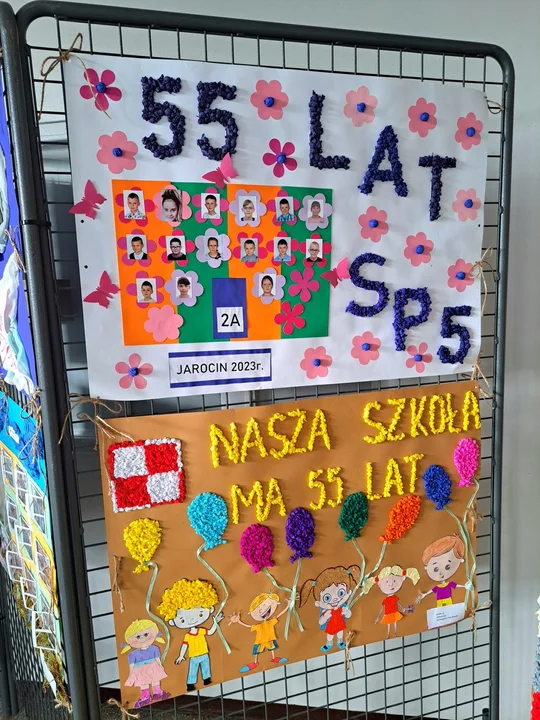 55 LAT
SP5
2A
JAROCIN 2023r.
NASZA SZKOŁA
MA 55 LAT